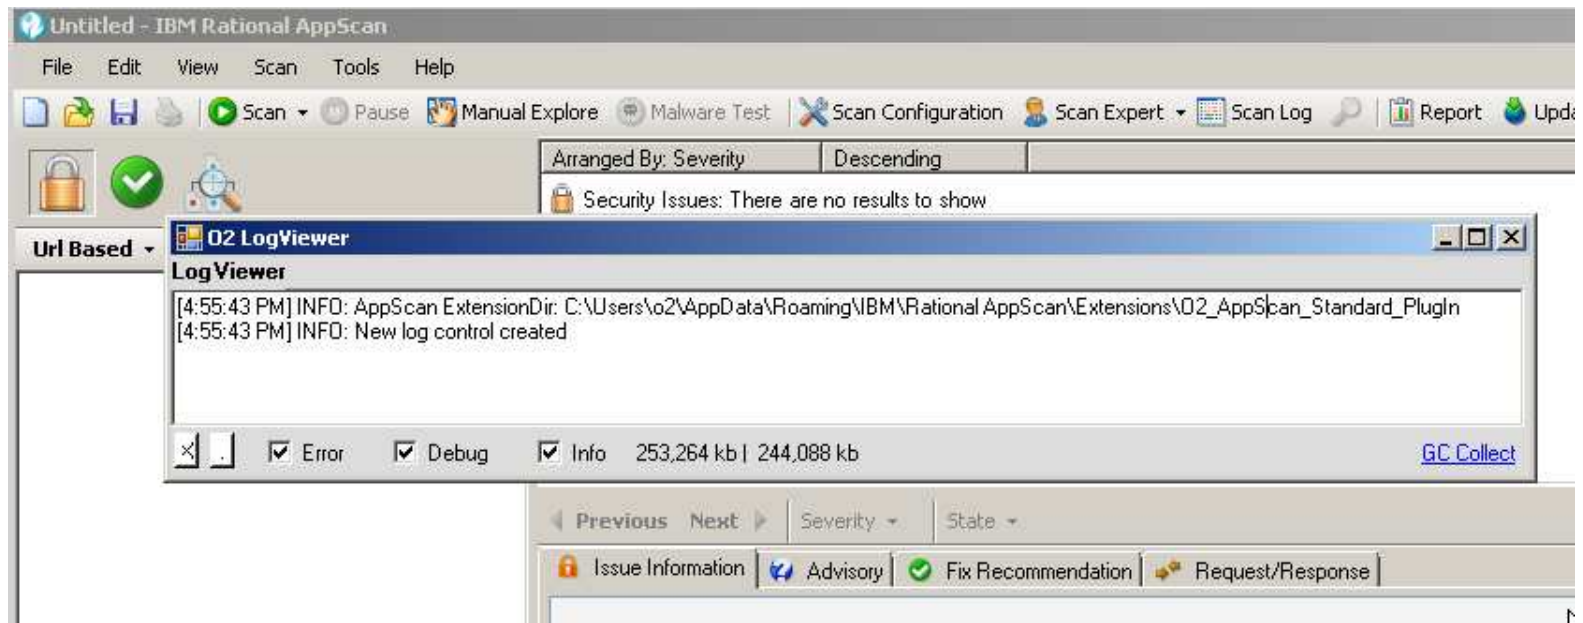 Untitled - IBM Rational AppScan
File Edit View Scan Tools Help
Scan Pause Manual Explore Malware Test Scan Configuration Scan Expert Scan Log Report
Arranged By: Severity Descending
Security Issues: There are no results to show
Url Based
O2 LogViewer
Log Viewer
[4:55:43 PM] INFO: AppScan ExtensionDir: C:\Users\o2\AppData\Roaming\IBM\Rational AppScan\Extensions\O2_AppScan_Standard_PlugIn
[4:55:43 PM] INFO: New log control created
Error Debug Info 253,264 kb | 244,088 kb GC Collect
Previous Next Severity State
Issue Information Advisory Fix Recommendation Request/Response